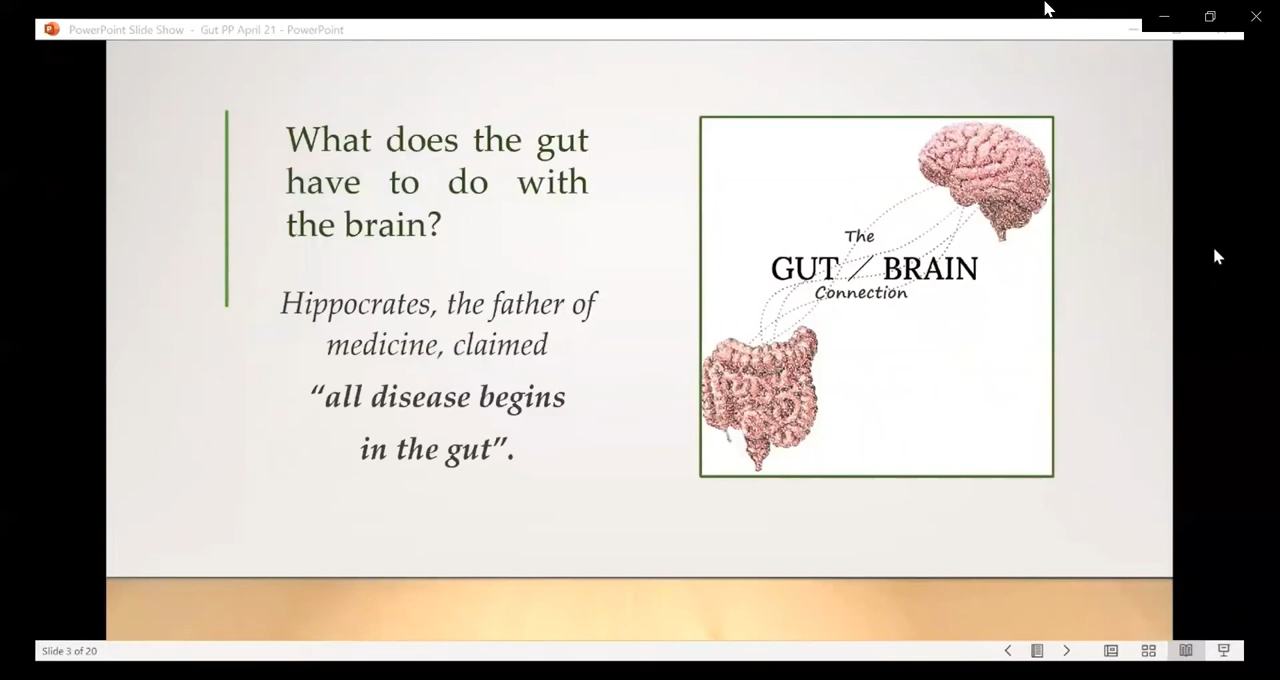 PowerPoint Slide Show - Gut PP April 21 - PowerPoint
What does the gut
have to do with
the brain?
Hippocrates, the father of
medicine, claimed
“all disease begins
in the gut”.
The
GUT / BRAIN
Connection
Slide 3 of 20